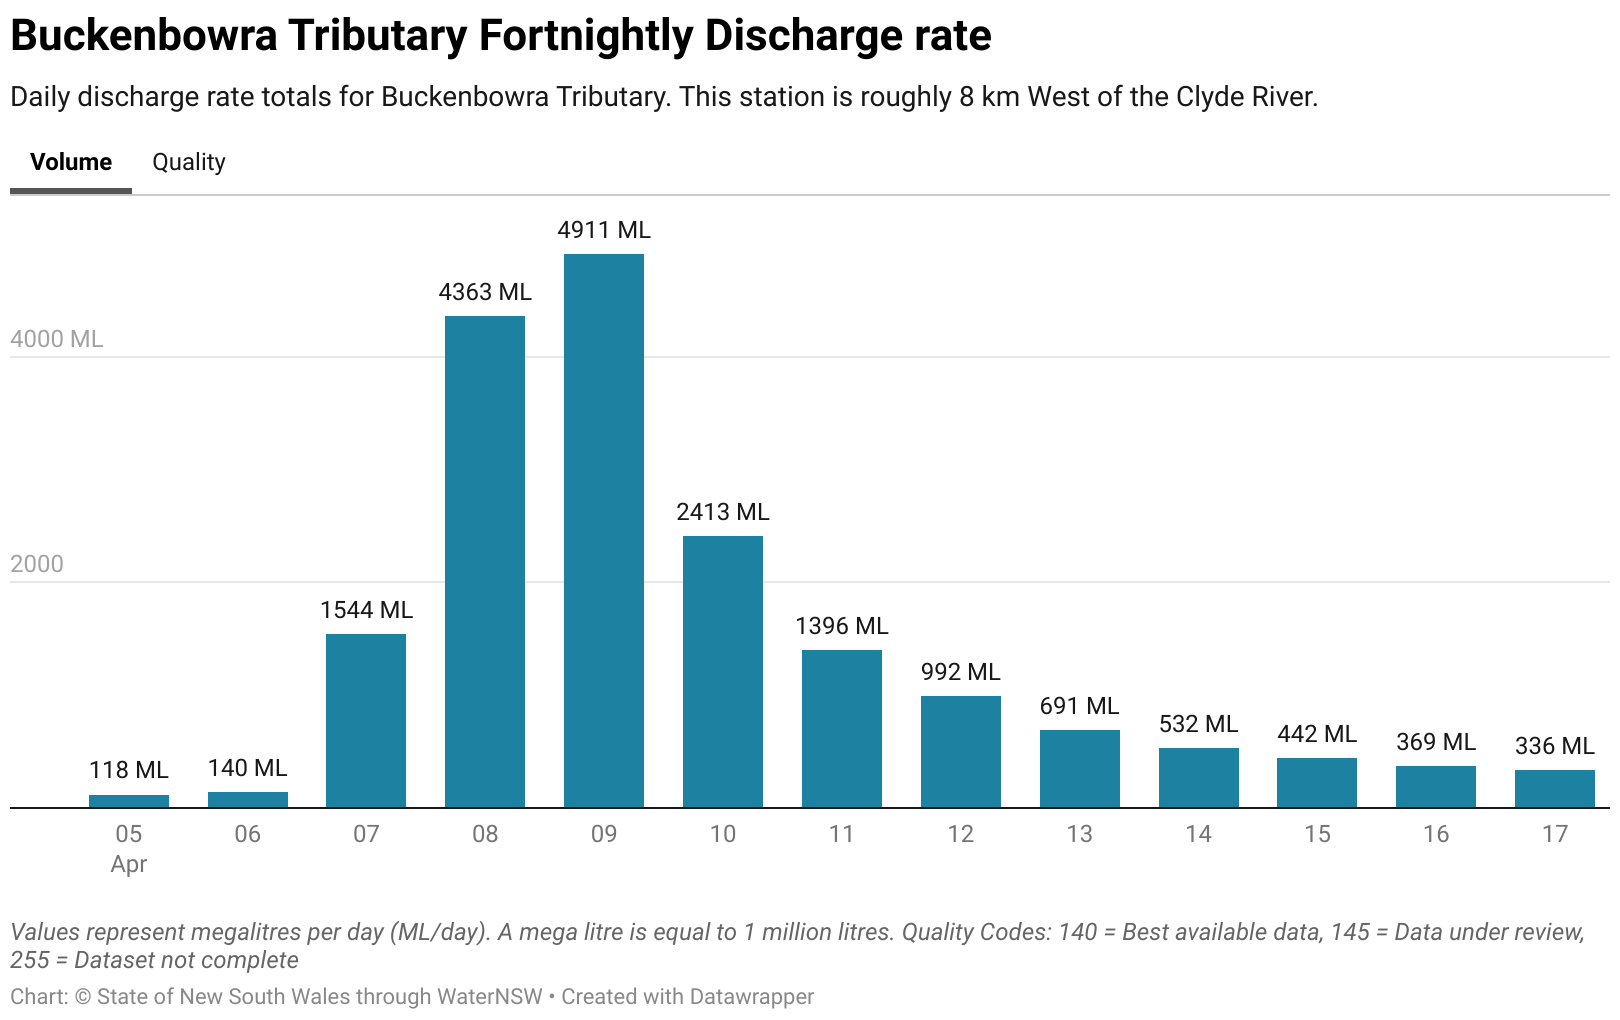 Buckenbowra Tributary Fortnightly Discharge rate
Daily discharge rate totals for Buckenbowra Tributary. This station is roughly 8 km West of the Clyde River.
Volume Quality
4911 ML
4363 ML
4000 ML
2413 ML
2000
1544 ML
1396 ML
992 ML
691 ML
532 ML
442 ML
369 ML
336 ML
118 ML
140 ML
05 06 07 08 09 10 11 12 13 14 15 16 17
Apr
Values represent megalitres per day (ML/day). A mega litre is equal to 1 million litres. Quality Codes: 140 = Best available data, 145 = Data under review,
255 = Dataset not complete
Chart: © State of New South Wales through WaterNSW • Created with Datawrapper